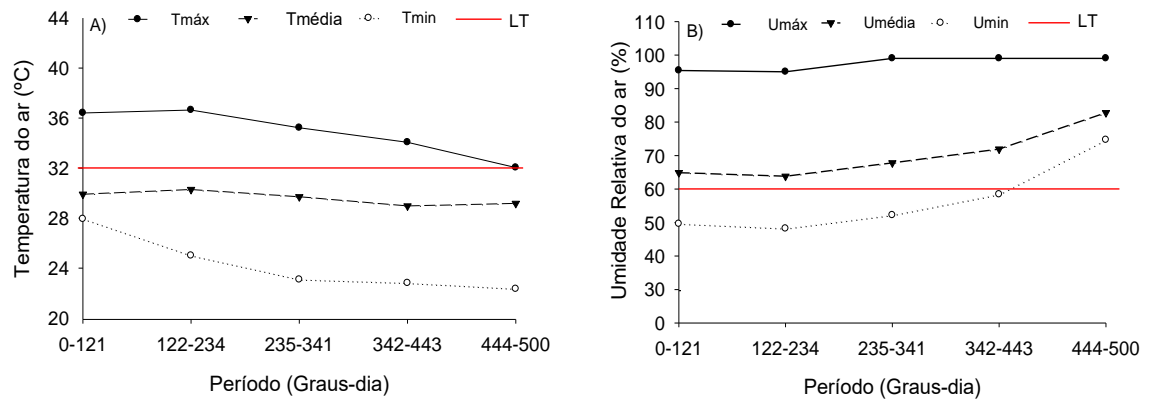 A) Tmáx Tmédia Tmin LT
Temperatura do ar (ºC)
44
40
36
32
28
24
20
0-121 122-234 235-341 342-443 444-500
Período (Graus-dia)
B) Umáx Umédia Umin LT
Umidade Relativa do ar (%)
110
100
90
80
70
60
50
40
30
20
10
0
0-121 122-234 235-341 342-443 444-500
Período (Graus-dia)